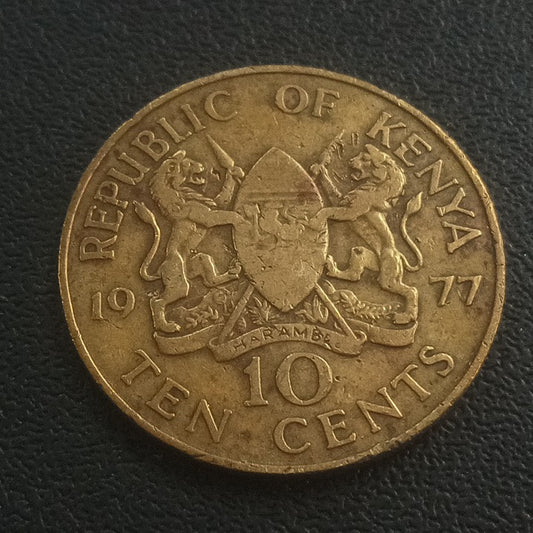 REPUBLIC OF KENYA
19 77
HARAMBEE
10
TEN CENTS